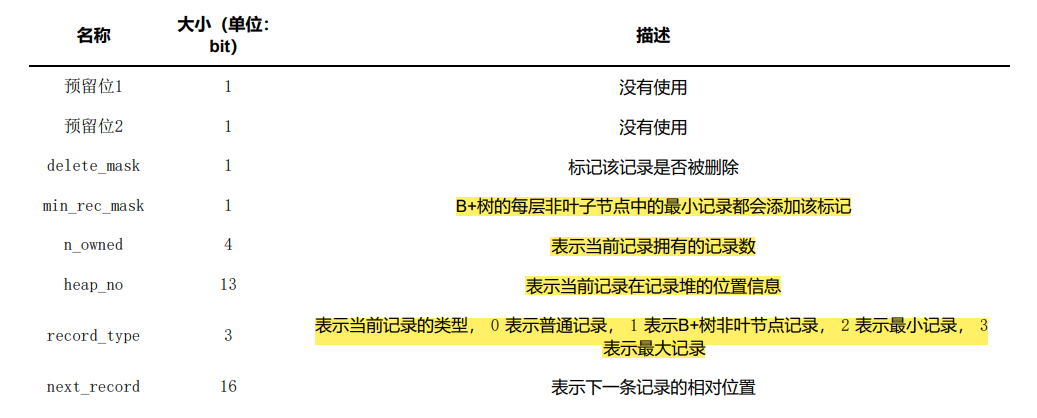 名称 大小（单位： 描述
bit）
预留位1 1 没有使用
预留位2 1 没有使用
delete_mask 1 标记该记录是否被删除
min_rec_mask 1 B+树的每层非叶子节点中的最小记录都会添加该标记
n_owned 4 表示当前记录拥有的记录数
heap_no 13 表示当前记录在记录堆的位置信息
record_type 3 表示当前记录的类型，0 表示普通记录，1 表示B+树非叶节点记录，2 表示最小记录，3
表示最大记录
next_record 16 表示下一条记录的相对位置